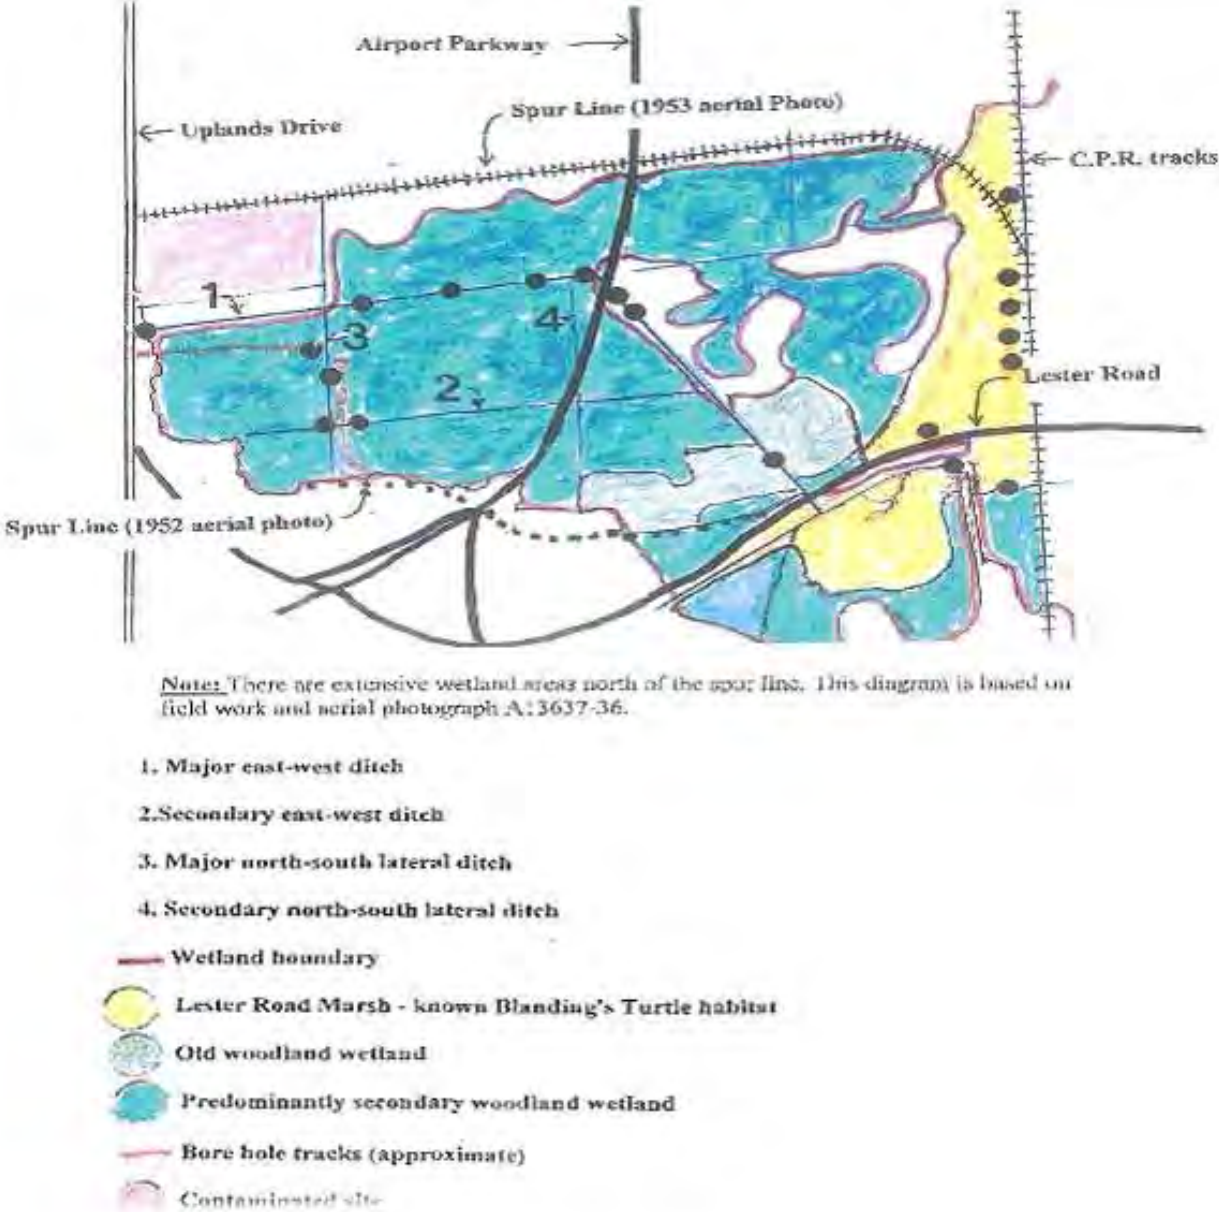 Airport Parkway
Spur Line (1953 aerial Photo)
Uplands Drive
C.P.R. tracks
1
3
4
2
Lester Road
Spur Line (1952 aerial photo)
Note: There are extensive wetland areas north of the spur line. This diagram is based on
field work and aerial photograph A13637-36.
1. Major east-west ditch
2.Secondary east-west ditch
3. Major north-south lateral ditch
4. Secondary north-south lateral ditch
Wetland boundary
Lester Road Marsh - known Blanding's Turtle habitat
Old woodland wetland
Predominantly secondary woodland wetland
Bore hole tracks (approximate)
Contaminated site